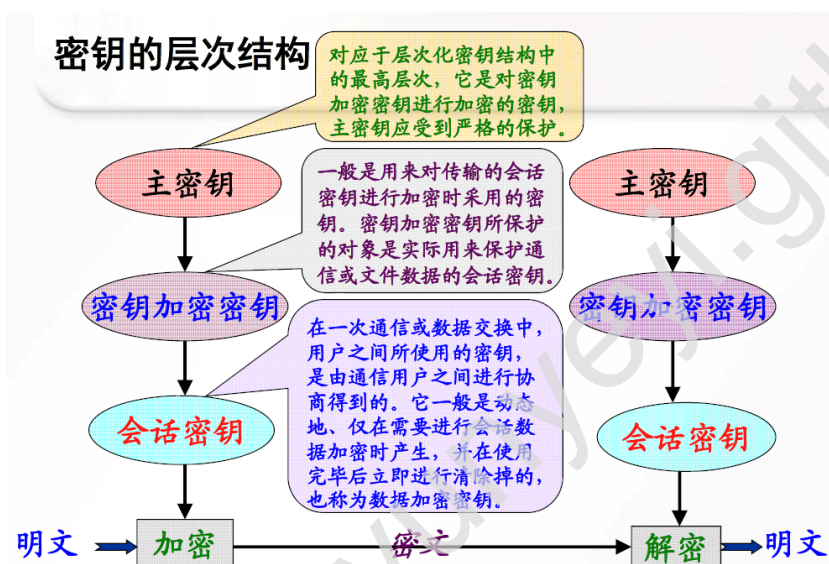 密钥的层次结构
对应于层次化密钥结构中
的最高层次，它是对密钥
加密密钥进行加密的密钥，
主密钥应受到严格的保护。
主密钥
一般是用来对传输的会话
密钥进行加密时采用的密
钥。密钥加密密钥所保护
的对象是实际用来保护通
信或文件数据的会话密钥。
主密钥
密钥加密密钥
密钥加密密钥
在一次通信或数据交换中，
用户之间所使用的密钥，
是由通信用户之间进行协
商得到的。它一般是动态
地、仅在需要进行会话数
据加密时产生，并在使用
完毕后立即进行清除掉的，
也称为数据加密密钥。
会话密钥
会话密钥
明文
加密
密文
解密
明文
yunyeyi.gith